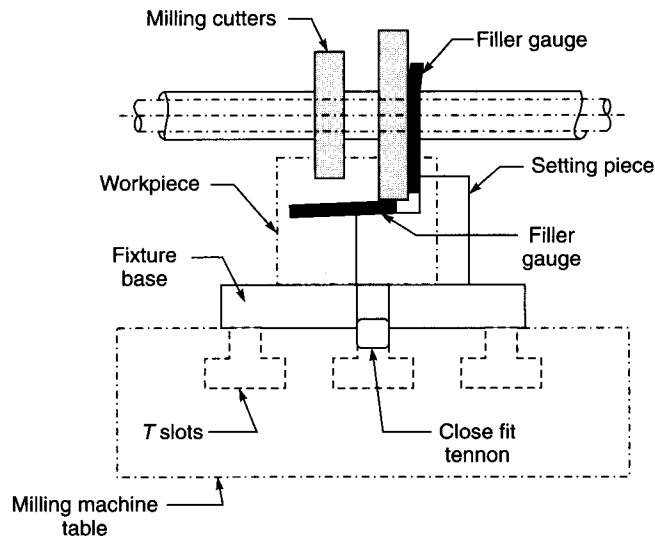 Milling cutters
Filler gauge
Setting piece
Workpiece
Filler
gauge
Fixture
base
T slots
Close fit
tennon
Milling machine
table